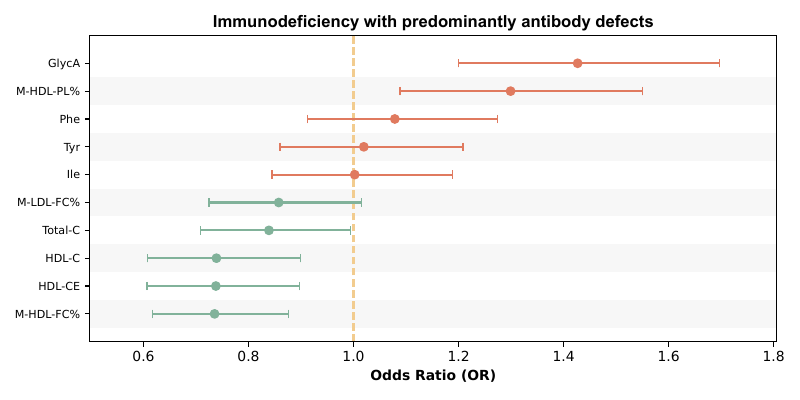 Immunodeficiency with predominantly antibody defects
GlycA
M-HDL-PL%
Phe
Tyr
Ile
M-LDL-FC%
Total-C
HDL-C
HDL-CE
M-HDL-FC%
0.6 0.8 1.0 1.2 1.4 1.6 1.8
Odds Ratio (OR)